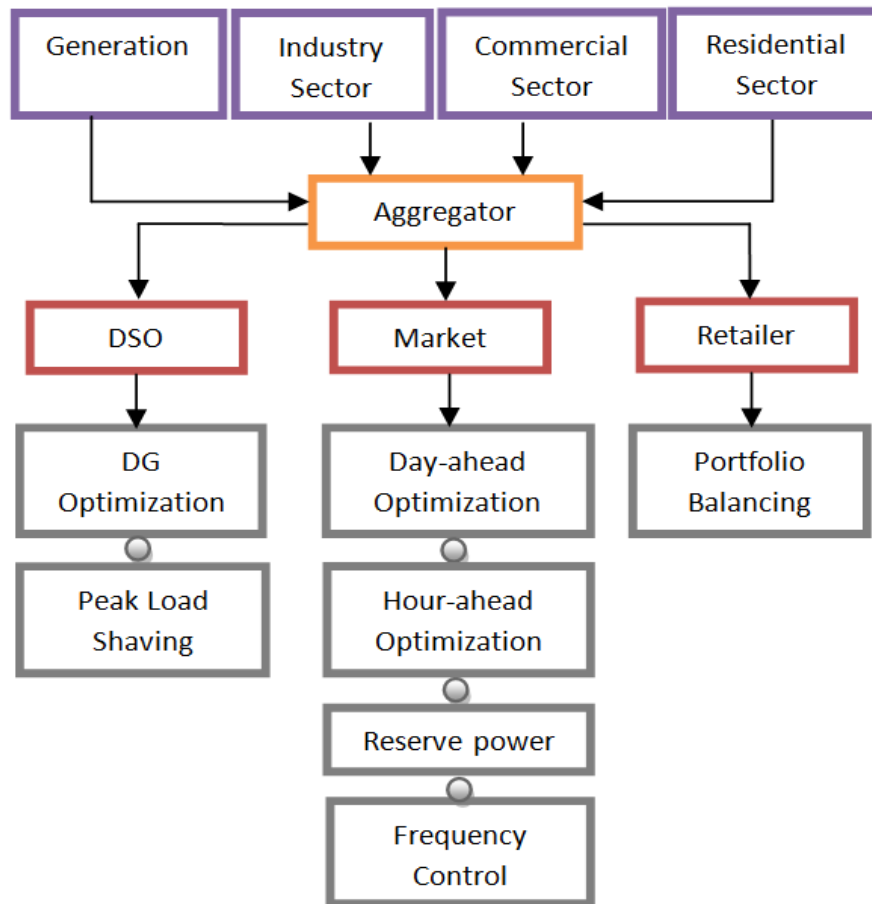 Generation
Industry
Sector
Commercial
Sector
Residential
Sector
Aggregator
DSO
Market
Retailer
DG
Optimization
Day-ahead
Optimization
Portfolio
Balancing
Peak Load
Shaving
Hour-ahead
Optimization
Reserve power
Frequency
Control